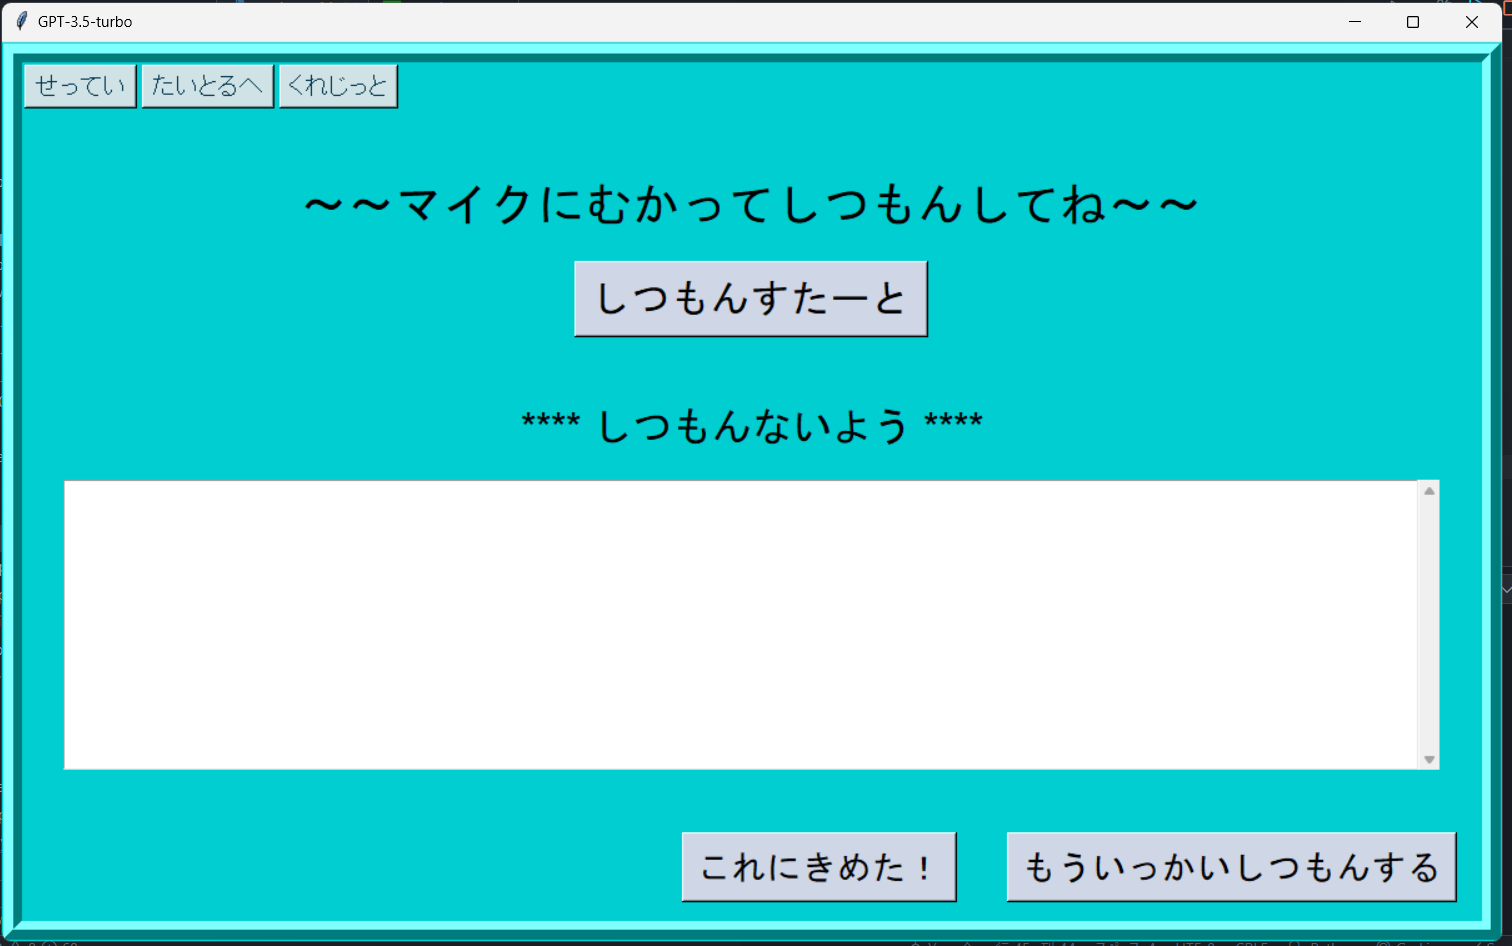 GPT-3.5-turbo
せってい たいとるへ くれじっと
～～マイクにむかってしつもんしてね～～
しつもんすたーと
**** しつもんないよう ****
これにきめた！ もういっかいしつもんする